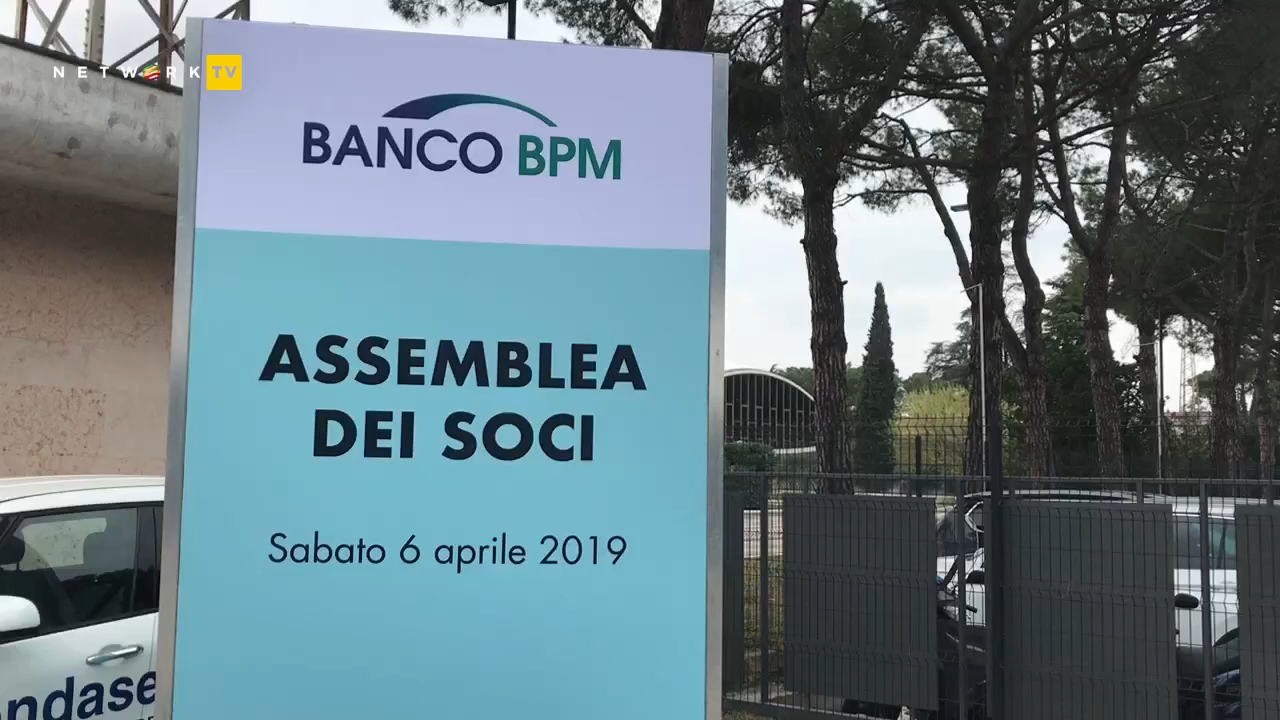 NETWORK TV
BANCO BPM
ASSEMBLEA
DEI SOCI
Sabato 6 aprile 2019
ndase